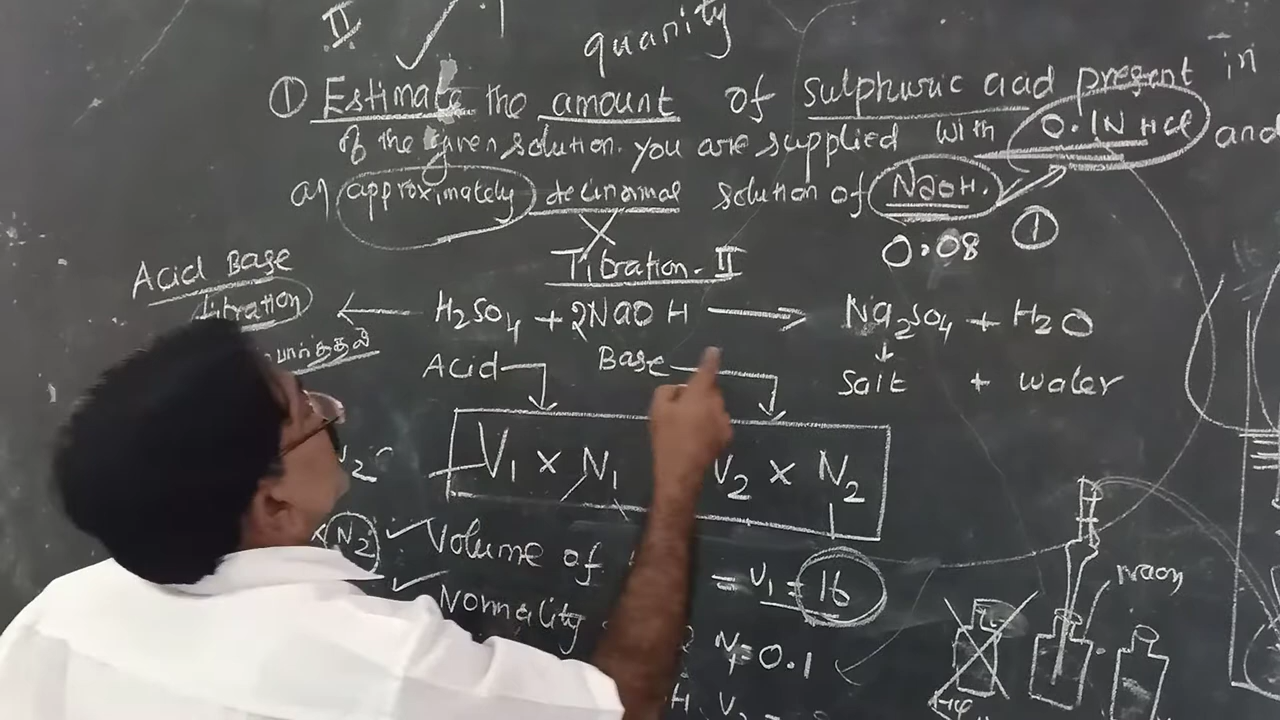 II
quanity
① Estimate the amount of sulphuric acid present in
of the given solution. you are supplied with 0.1N HCl and
an approximately decinormal solution of NaOH.
0.08 ①
Titration - II
Acid Base
titration
H₂SO₄ + 2NaOH → Na₂SO₄ + H₂O
Acid Base Salt + water
V₁ × N₁ V₂ × N₂
N₂ Volume of = V₁ = 16
Normality N₁ = 0.1
V₂ =
NaOH